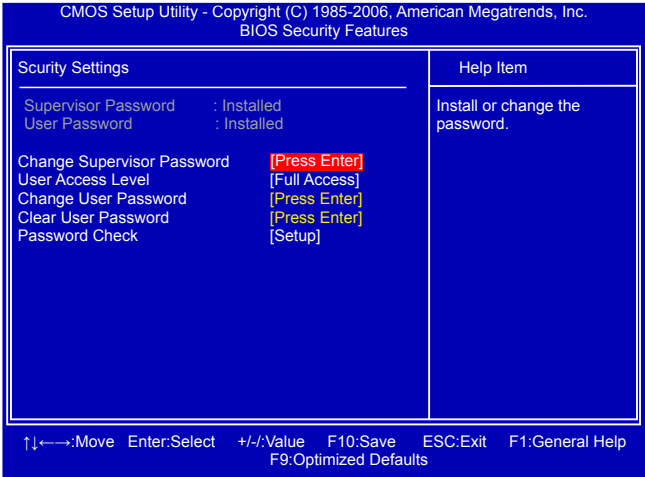 CMOS Setup Utility - Copyright (C) 1985-2006, American Megatrends, Inc.
BIOS Security Features
Scurity Settings
Help Item
Supervisor Password : Installed
User Password : Installed
Install or change the
password.
Change Supervisor Password [Press Enter]
User Access Level [Full Access]
Change User Password [Press Enter]
Clear User Password [Press Enter]
Password Check [Setup]
↑↓←→:Move Enter:Select +/-/:Value F10:Save ESC:Exit F1:General Help
F9:Optimized Defaults